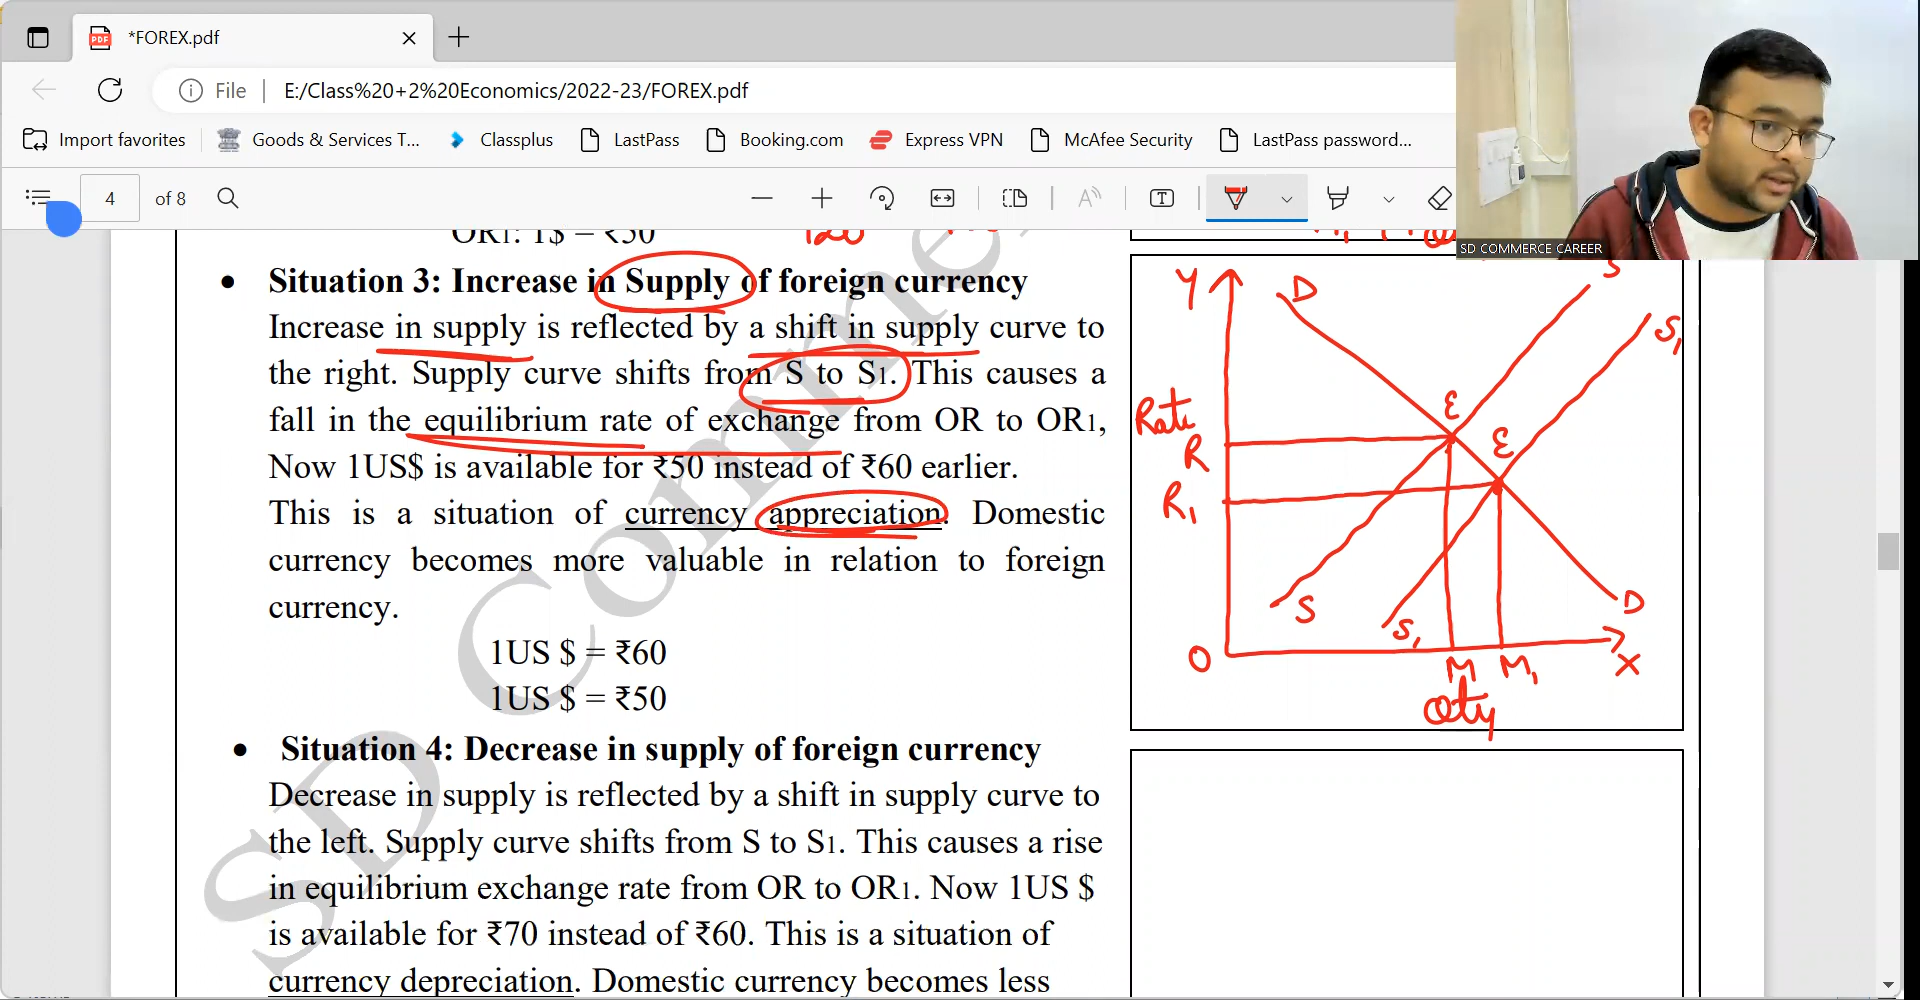 *FOREX.pdf
File
E:/Class%20+2%20Economics/2022-23/FOREX.pdf
Import favorites
Goods & Services T...
Classplus
LastPass
Booking.com
Express VPN
McAfee Security
LastPass password...
4 of 8
SD COMMERCE CAREER
OR1: 1$ = ₹50
120
• Situation 3: Increase in Supply of foreign currency
Increase in supply is reflected by a shift in supply curve to
the right. Supply curve shifts from S to S1. This causes a
fall in the equilibrium rate of exchange from OR to OR1,
Now 1US$ is available for ₹50 instead of ₹60 earlier.
This is a situation of currency appreciation. Domestic
currency becomes more valuable in relation to foreign
currency.
1US $ = ₹60
1US $ = ₹50
• Situation 4: Decrease in supply of foreign currency
Decrease in supply is reflected by a shift in supply curve to
the left. Supply curve shifts from S to S1. This causes a rise
in equilibrium exchange rate from OR to OR1. Now 1US $
is available for ₹70 instead of ₹60. This is a situation of
currency depreciation. Domestic currency becomes less
SD Comme
Y
D
S
S1
Rate
E
R
E
R1
S
S1
D
O
M
M1
X
Qty